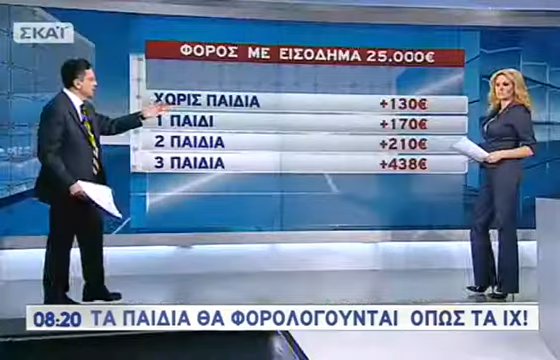 ΣΚΑΪ
ΦΟΡΟΣ ΜΕ ΕΙΣΟΔΗΜΑ 25.000€
ΧΩΡΙΣ ΠΑΙΔΙΑ +130€
1 ΠΑΙΔΙ +170€
2 ΠΑΙΔΙΑ +210€
3 ΠΑΙΔΙΑ +438€
08:20 ΤΑ ΠΑΙΔΙΑ ΘΑ ΦΟΡΟΛΟΓΟΥΝΤΑΙ ΟΠΩΣ ΤΑ ΙΧ!